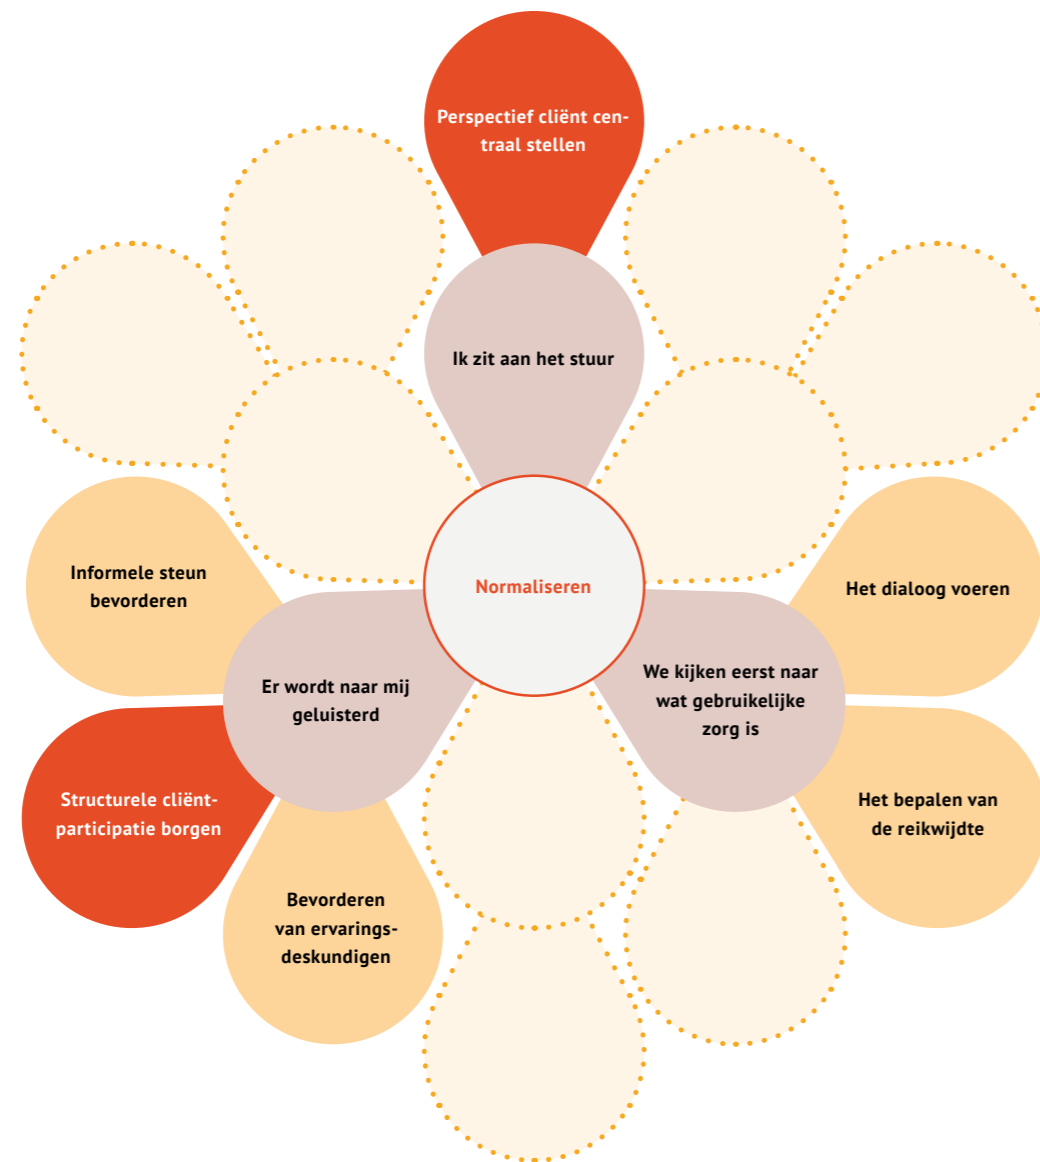 Perspectief cliënt cen-
traal stellen
Ik zit aan het stuur
Normaliseren
Informele steun
bevorderen
Het dialoog voeren
Er wordt naar mij
geluisterd
We kijken eerst naar
wat gebruikelijke
zorg is
Structurele cliënt-
participatie borgen
Het bepalen van
de reikwijdte
Bevorderen
van ervarings-
deskundigen